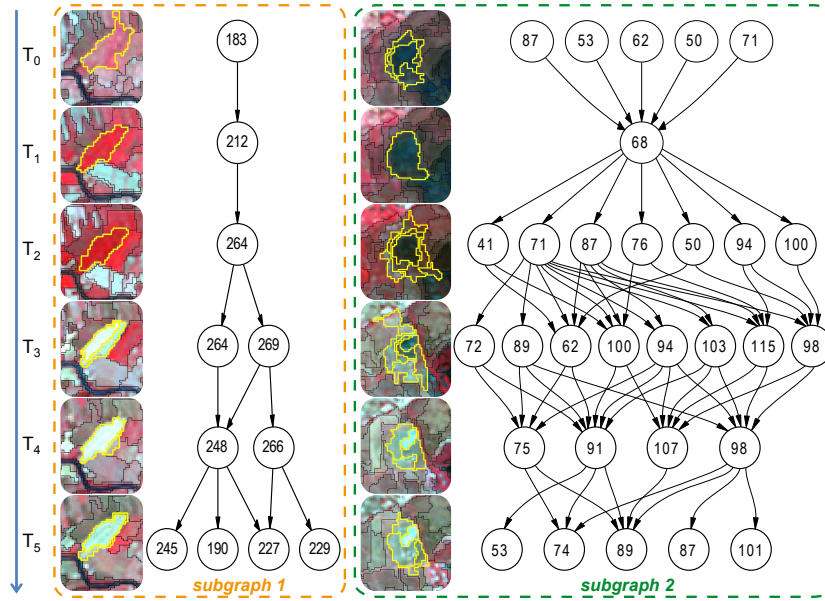 T0 183 87 53 62 50 71
T1 212 68
T2 264 41 71 87 76 50 94 100
T3 264 269 72 89 62 100 94 103 115 98
T4 248 266 75 91 107 98
T5 245 190 227 229 53 74 89 87 101
subgraph 1 subgraph 2